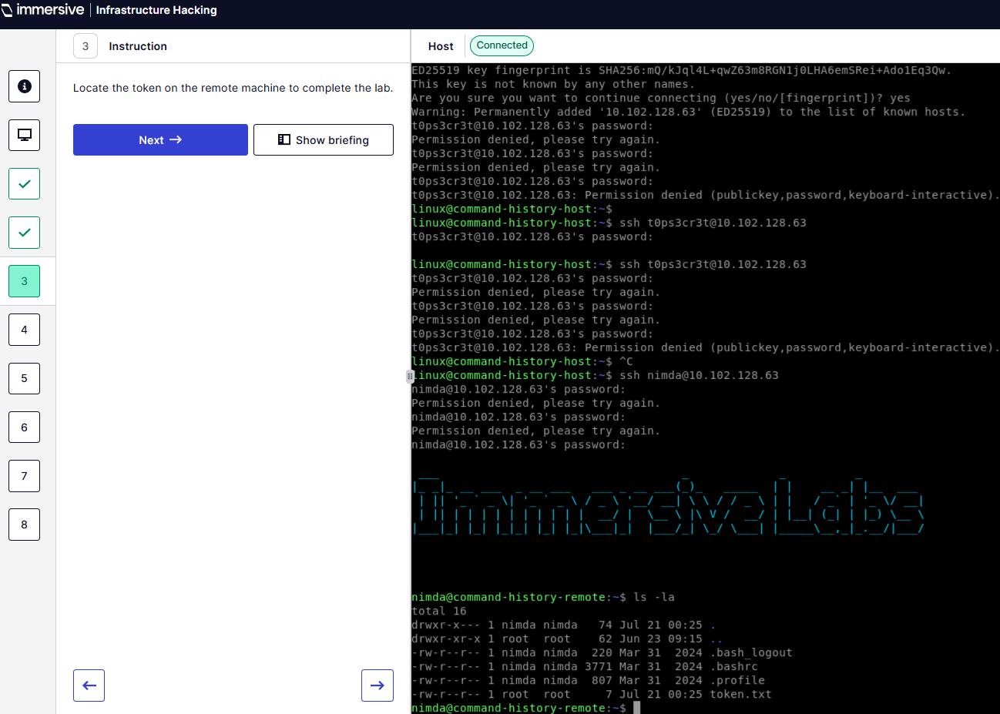 immersive | Infrastructure Hacking
3 Instruction
Locate the token on the remote machine to complete the lab.
Next →
Show briefing
3
4
5
6
7
8
Host
Connected
ED25519 key fingerprint is SHA256:mQ/kJql4L+qwZ63m8RGN1j0LHA6emSRei+Ado1Eq3Qw.
This key is not known by any other names.
Are you sure you want to continue connecting (yes/no/[fingerprint])? yes
Warning: Permanently added '10.102.128.63' (ED25519) to the list of known hosts.
t0ps3cr3t@10.102.128.63's password:
Permission denied, please try again.
t0ps3cr3t@10.102.128.63's password:
Permission denied, please try again.
t0ps3cr3t@10.102.128.63's password:
t0ps3cr3t@10.102.128.63: Permission denied (publickey,password,keyboard-interactive).
linux@command-history-host:~$
linux@command-history-host:~$ ssh t0ps3cr3t@10.102.128.63
t0ps3cr3t@10.102.128.63's password:
linux@command-history-host:~$ ssh t0ps3cr3t@10.102.128.63
t0ps3cr3t@10.102.128.63's password:
Permission denied, please try again.
t0ps3cr3t@10.102.128.63's password:
Permission denied, please try again.
t0ps3cr3t@10.102.128.63's password:
t0ps3cr3t@10.102.128.63: Permission denied (publickey,password,keyboard-interactive).
linux@command-history-host:~$ ^C
linux@command-history-host:~$ ssh nimda@10.102.128.63
nimda@10.102.128.63's password:
Permission denied, please try again.
nimda@10.102.128.63's password:
Permission denied, please try again.
nimda@10.102.128.63's password:
ImmersiveLabs
nimda@command-history-remote:~$ ls -la
total 16
drwxr-x--- 1 nimda nimda   74 Jul 21 00:25 .
drwxr-xr-x 1 root  root    62 Jun 23 09:15 ..
-rw-r--r-- 1 nimda nimda  220 Mar 31  2024 .bash_logout
-rw-r--r-- 1 nimda nimda 3771 Mar 31  2024 .bashrc
-rw-r--r-- 1 nimda nimda  807 Mar 31  2024 .profile
-rw-r--r-- 1 root  root     7 Jul 21 00:25 token.txt
nimda@command-history-remote:~$